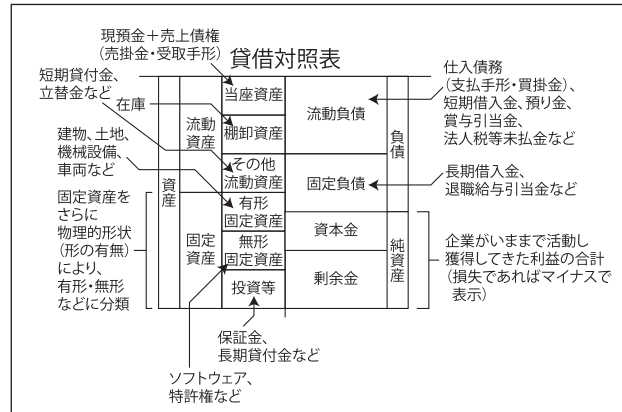 現預金＋売上債権
(売掛金・受取手形)
貸借対照表
短期貸付金、
立替金など
在庫
建物、土地、
機械設備、
車両など
固定資産を
さらに
物理的形状
(形の有無)
により、
有形・無形
などに分類
資産
流動
資産
固定
資産
当座資産
棚卸資産
その他
流動資産
有形
固定資産
無形
固定資産
投資等
流動負債
固定負債
資本金
剰余金
負債
純資産
仕入債務
(支払手形・買掛金)、
短期借入金、預り金、
賞与引当金、
法人税等未払金など
長期借入金、
退職給与引当金など
企業がいままで活動し
獲得してきた利益の合計
(損失であればマイナスで
表示)
保証金、
長期貸付金など
ソフトウェア、
特許権など